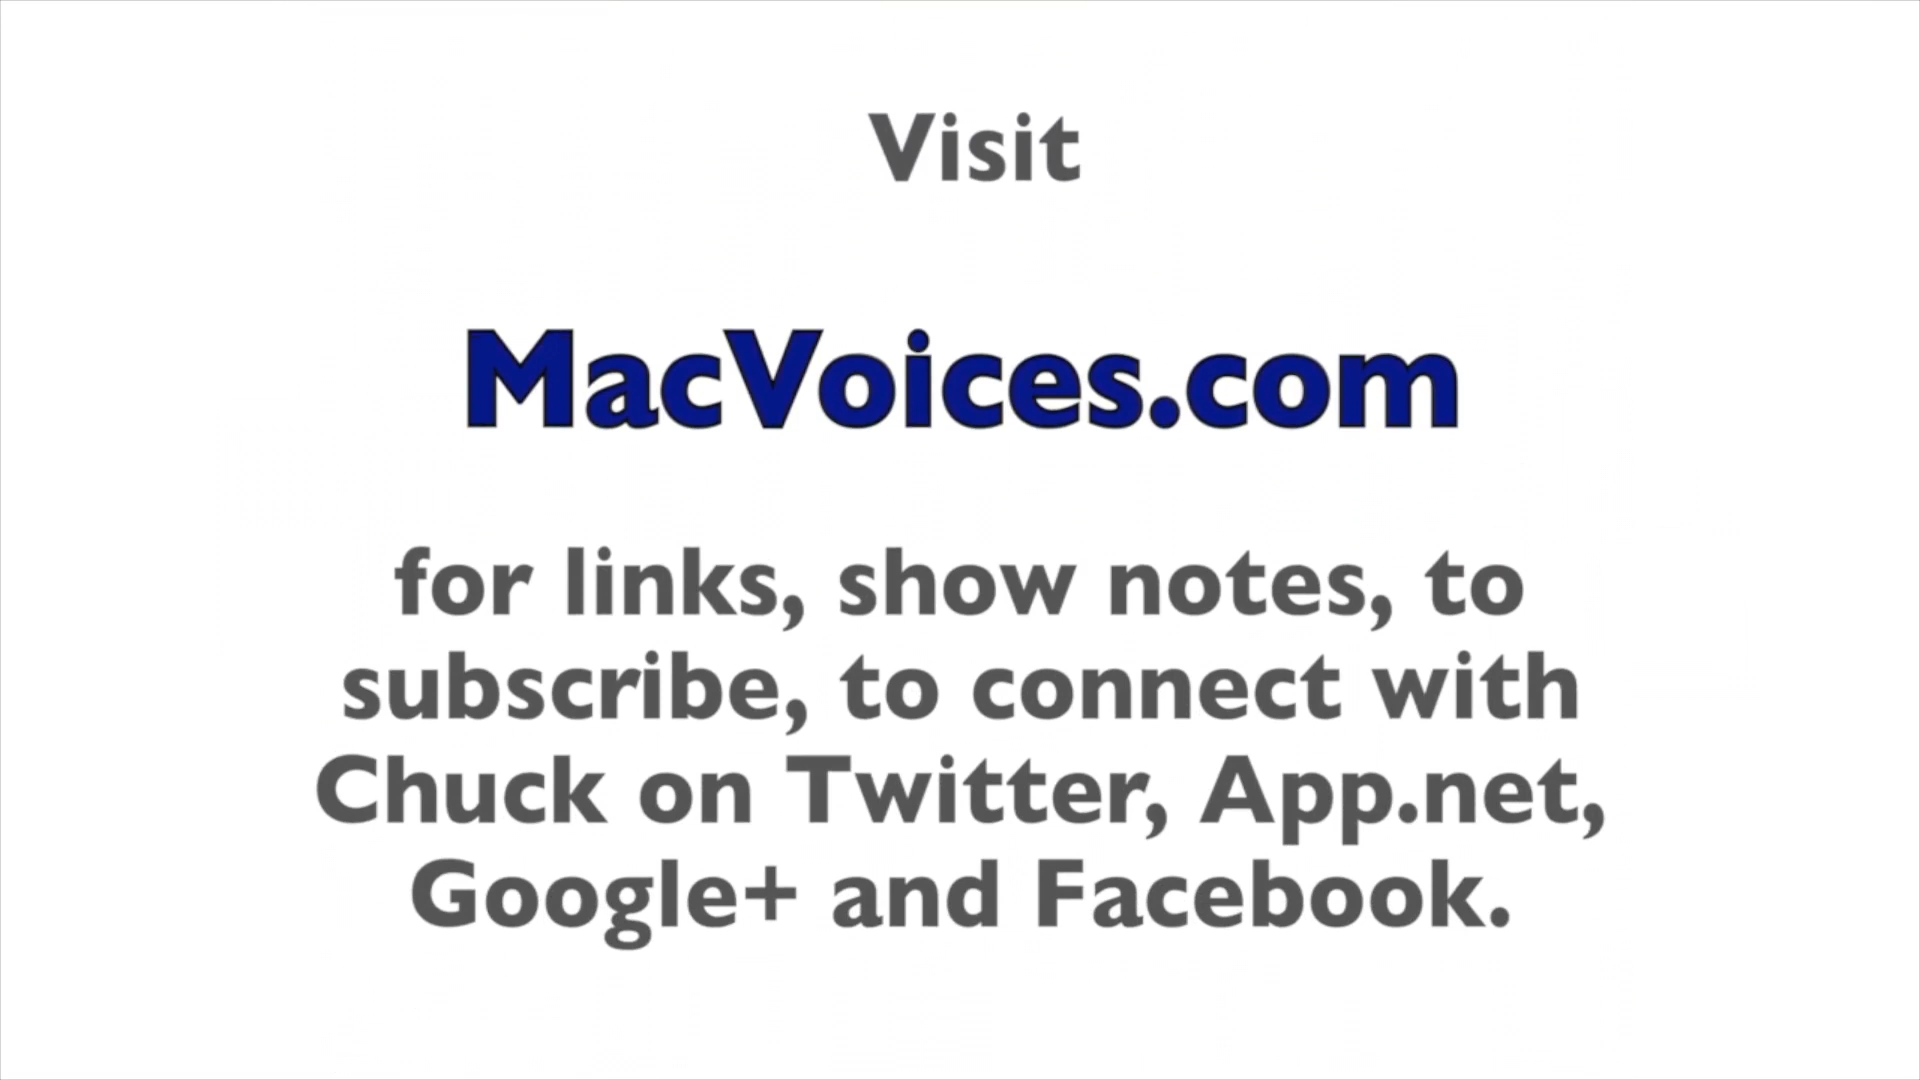 Visit
MacVoices.com
for links, show notes, to
subscribe, to connect with
Chuck on Twitter, App.net,
Google+ and Facebook.